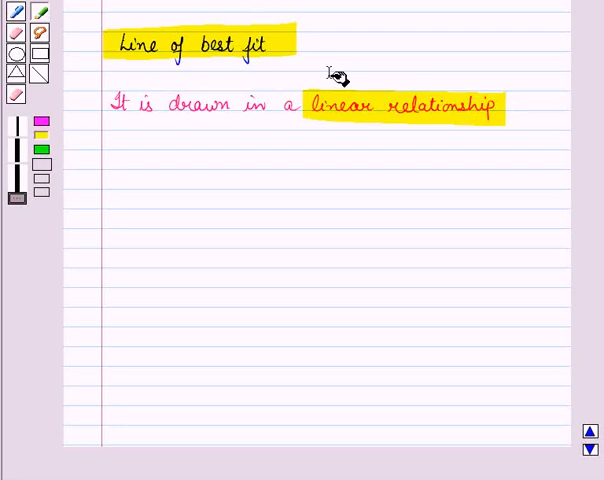 Line of best fit
It is drawn in a linear relationship